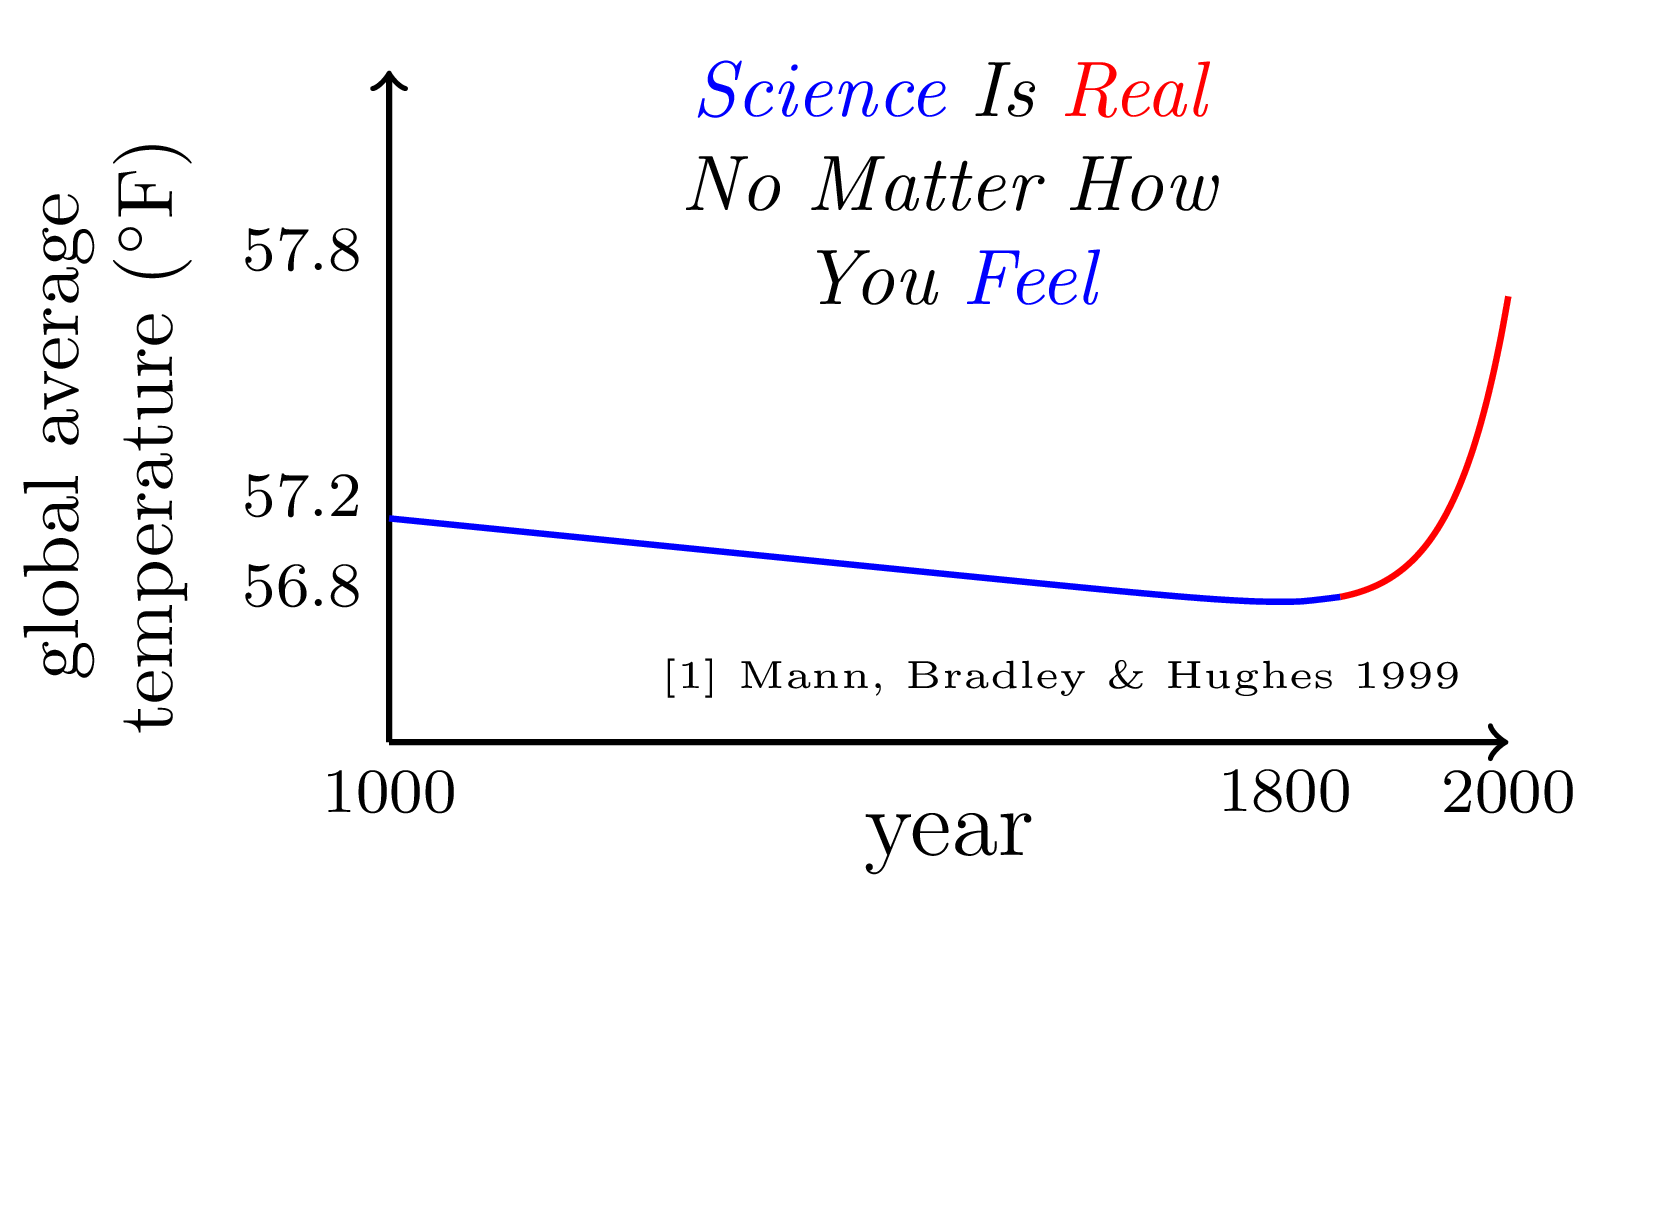 Science Is Real
No Matter How
You Feel
global average
temperature (°F)
57.8
57.2
56.8
[1] Mann, Bradley & Hughes 1999
1000
1800
2000
year